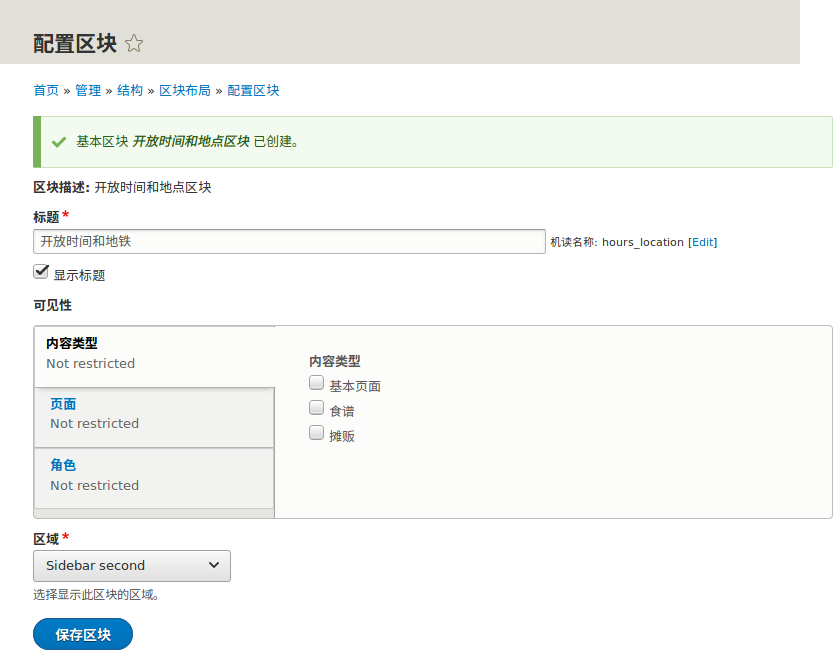 配置区块
首页 » 管理 » 结构 » 区块布局 » 配置区块
基本区块 开放时间和地点区块 已创建。
区块描述: 开放时间和地点区块
标题*
开放时间和地铁 机读名称: hours_location [Edit]
显示标题
可见性
内容类型
Not restricted
页面
Not restricted
角色
Not restricted
内容类型
基本页面
食谱
摊贩
区域*
Sidebar second
选择显示此区块的区域。
保存区块